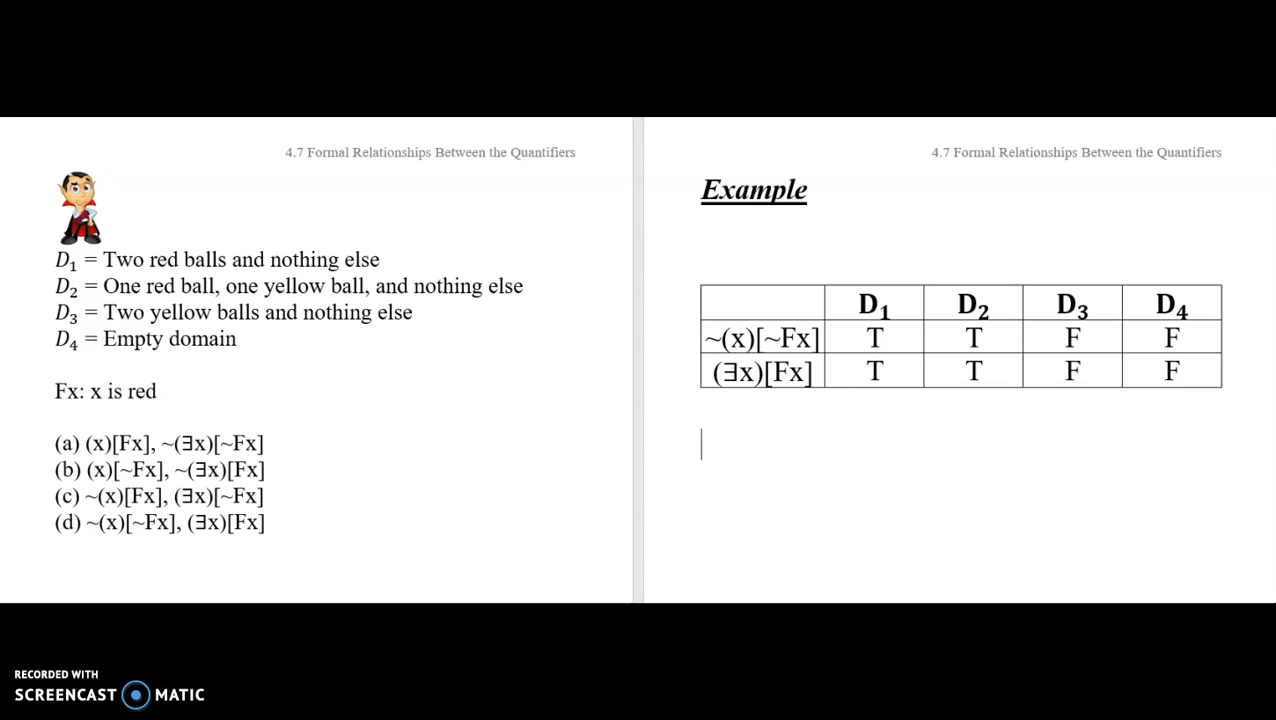 4.7 Formal Relationships Between the Quantifiers
D₁ = Two red balls and nothing else
D₂ = One red ball, one yellow ball, and nothing else
D₃ = Two yellow balls and nothing else
D₄ = Empty domain
Fx: x is red
(a) (x)[Fx], ~(∃x)[~Fx]
(b) (x)[~Fx], ~(∃x)[Fx]
(c) ~(x)[Fx], (∃x)[~Fx]
(d) ~(x)[~Fx], (∃x)[Fx]
4.7 Formal Relationships Between the Quantifiers
Example
D₁ D₂ D₃ D₄
~(x)[~Fx] T T F F
(∃x)[Fx] T T F F
RECORDED WITH
SCREENCAST MATIC